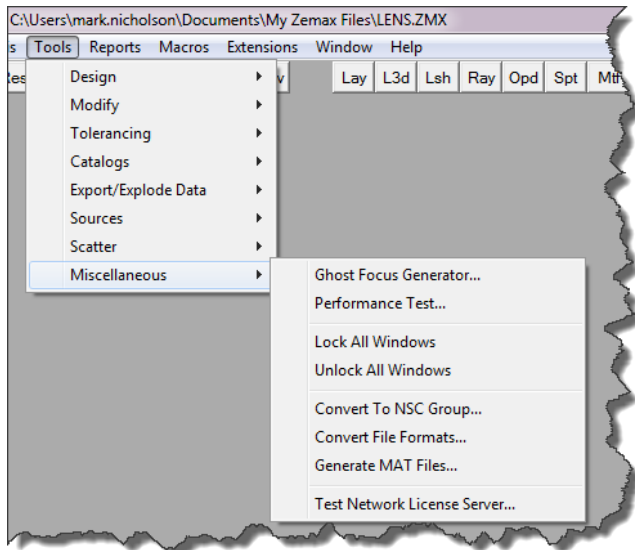 C:\Users\mark.nicholson\Documents\My Zemax Files\LENS.ZMX
s Tools Reports Macros Extensions Window Help
Lay L3d Lsh Ray Opd Spt
Design
Modify
Tolerancing
Catalogs
Export/Explode Data
Sources
Scatter
Miscellaneous
Ghost Focus Generator...
Performance Test...
Lock All Windows
Unlock All Windows
Convert To NSC Group...
Convert File Formats...
Generate MAT Files...
Test Network License Server...